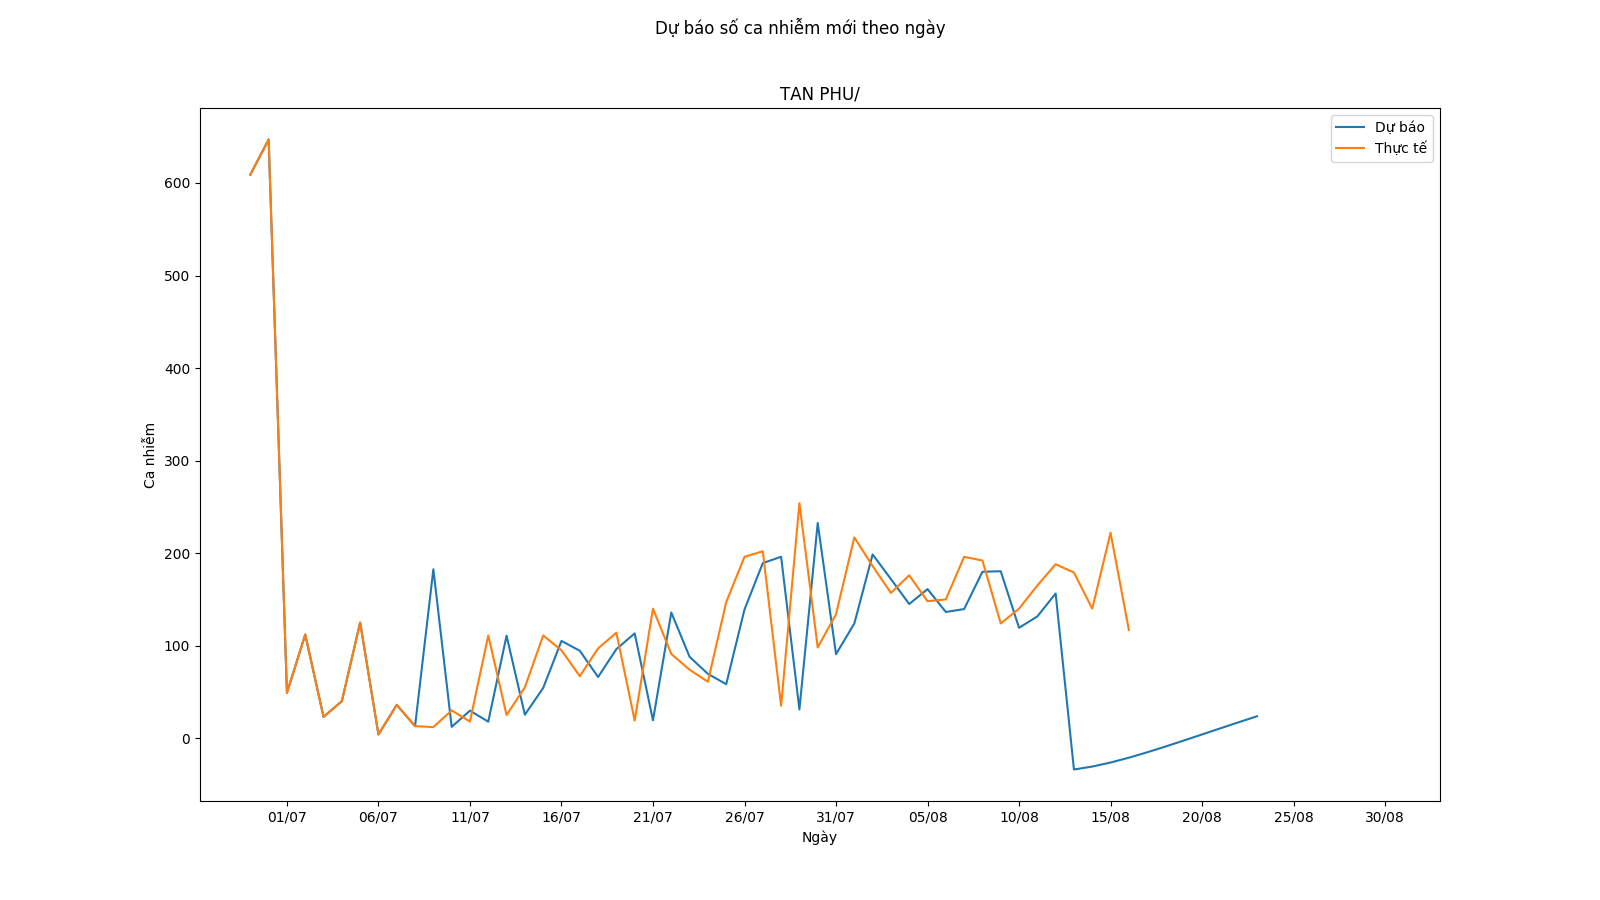 Dự báo số ca nhiễm mới theo ngày
TAN PHU/
Dự báo
Thực tế
600
500
400
300
200
100
0
Ca nhiễm
01/07 06/07 11/07 16/07 21/07 26/07 31/07 05/08 10/08 15/08 20/08 25/08 30/08
Ngày